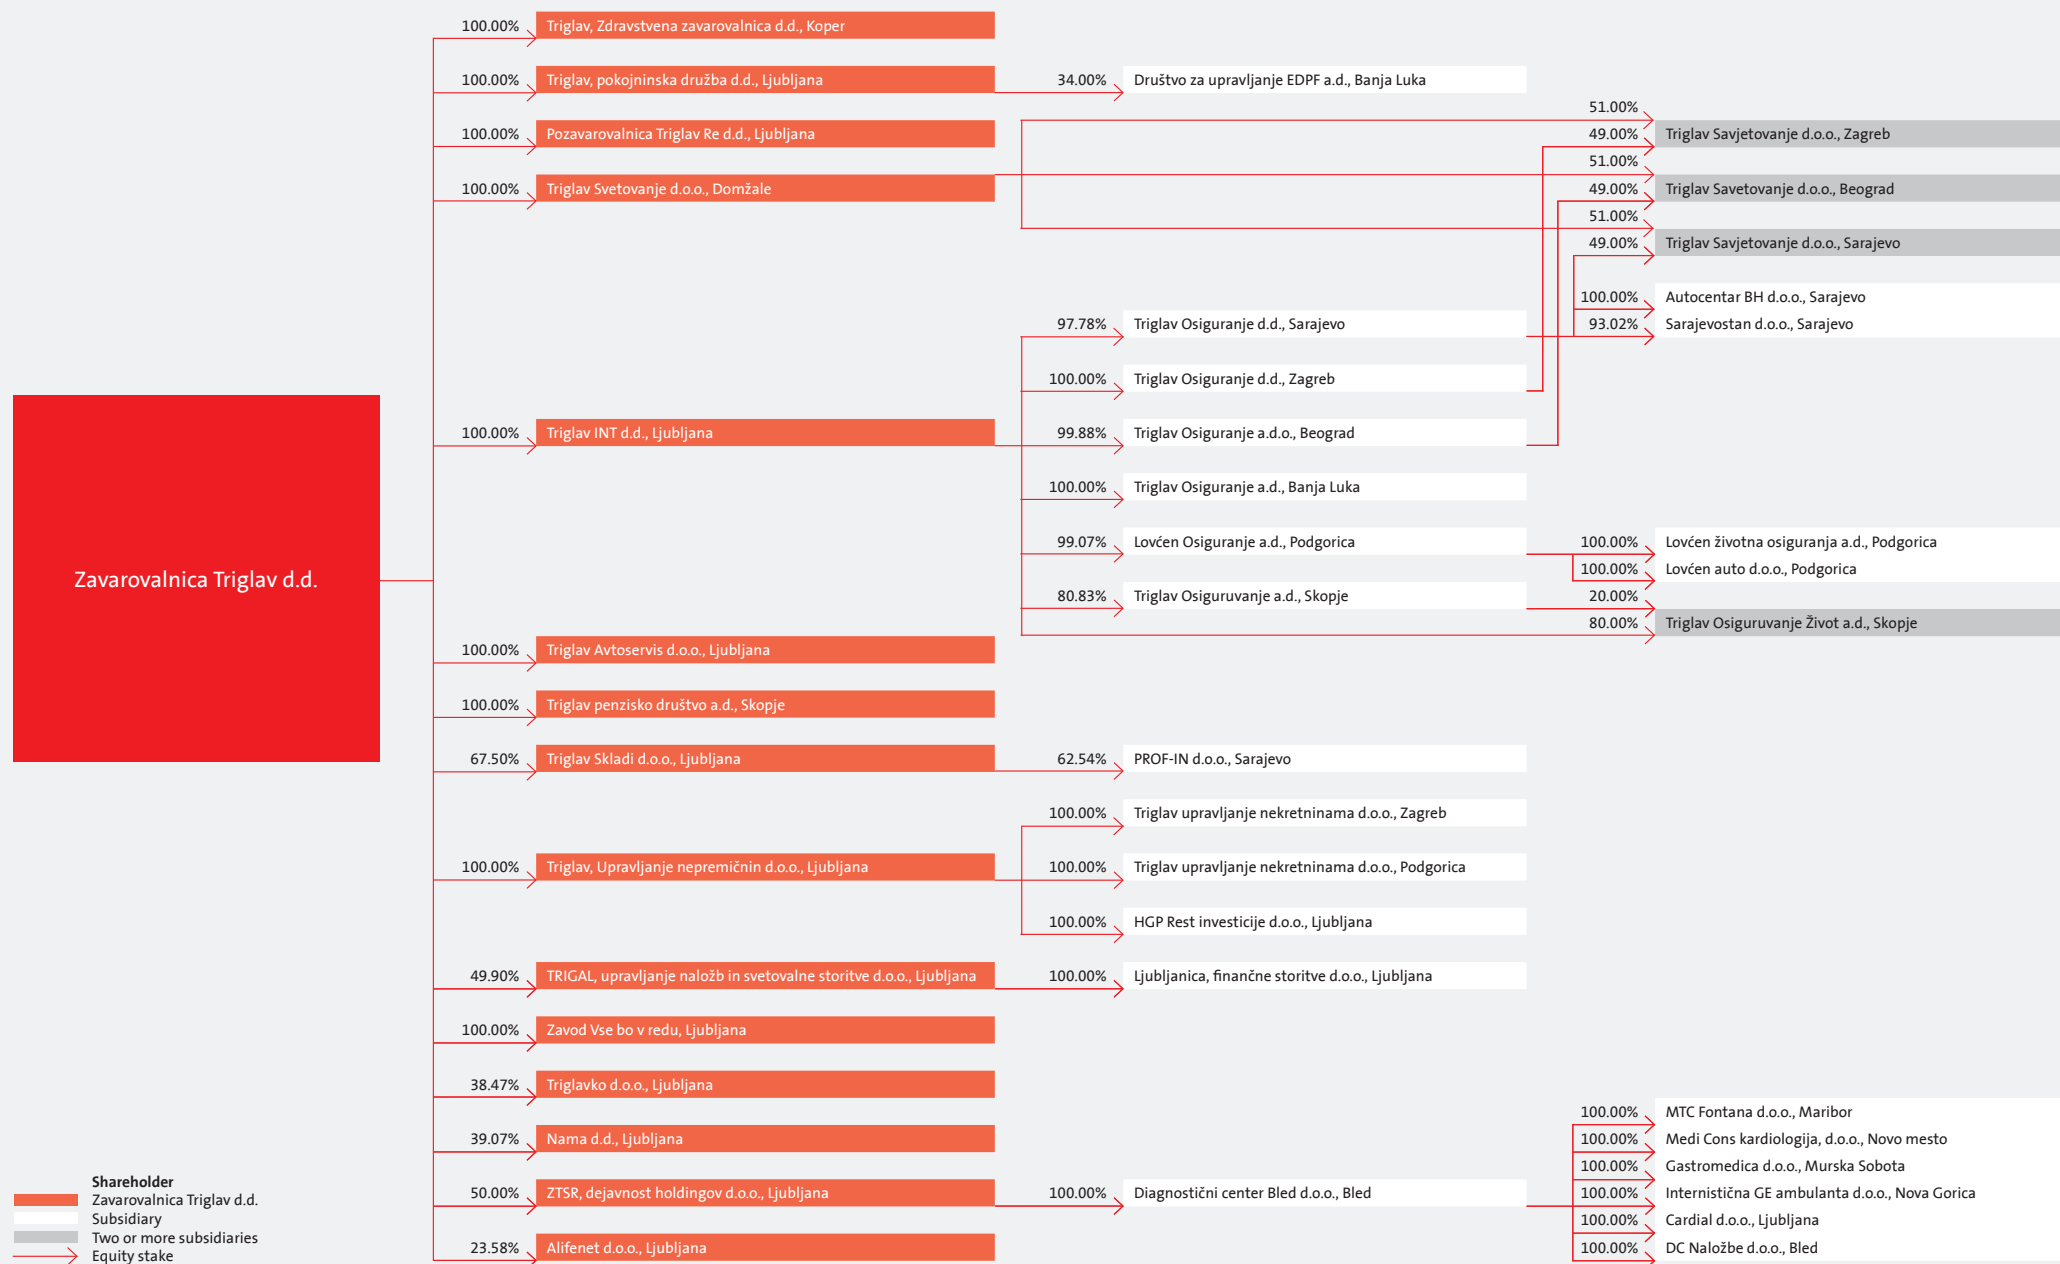 100.00% Triglav, Zdravstvena zavarovalnica d.d., Koper
100.00% Triglav, pokojninska družba d.d., Ljubljana 34.00% Društvo za upravljanje EDPF a.d., Banja Luka
51.00%
100.00% Pozavarovalnica Triglav Re d.d., Ljubljana 49.00% Triglav Savjetovanje d.o.o., Zagreb
51.00%
100.00% Triglav Svetovanje d.o.o., Domžale 49.00% Triglav Savetovanje d.o.o., Beograd
51.00%
49.00% Triglav Savjetovanje d.o.o., Sarajevo
100.00% Autocentar BH d.o.o., Sarajevo
97.78% Triglav Osiguranje d.d., Sarajevo 93.02% Sarajevostan d.o.o., Sarajevo
100.00% Triglav Osiguranje d.d., Zagreb
100.00% Triglav INT d.d., Ljubljana 99.88% Triglav Osiguranje a.d.o., Beograd
100.00% Triglav Osiguranje a.d., Banja Luka
99.07% Lovćen Osiguranje a.d., Podgorica 100.00% Lovćen životna osiguranja a.d., Podgorica
Zavarovalnica Triglav d.d. 100.00% Lovćen auto d.o.o., Podgorica
80.83% Triglav Osiguruvanje a.d., Skopje 20.00%
80.00% Triglav Osiguruvanje Život a.d., Skopje
100.00% Triglav Avtoservis d.o.o., Ljubljana
100.00% Triglav penzisko društvo a.d., Skopje
67.50% Triglav Skladi d.o.o., Ljubljana 62.54% PROF-IN d.o.o., Sarajevo
100.00% Triglav upravljanje nekretninama d.o.o., Zagreb
100.00% Triglav, Upravljanje nepremičnin d.o.o., Ljubljana 100.00% Triglav upravljanje nekretninama d.o.o., Podgorica
100.00% HGP Rest investicije d.o.o., Ljubljana
49.90% TRIGAL, upravljanje naložb in svetovalne storitve d.o.o., Ljubljana 100.00% Ljubljanica, finančne storitve d.o.o., Ljubljana
100.00% Zavod Vse bo v redu, Ljubljana
38.47% Triglavko d.o.o., Ljubljana
100.00% MTC Fontana d.o.o., Maribor
39.07% Nama d.d., Ljubljana 100.00% Medi Cons kardiologija, d.o.o., Novo mesto
100.00% Gastromedica d.o.o., Murska Sobota
50.00% ZTSR, dejavnost holdingov d.o.o., Ljubljana 100.00% Diagnostični center Bled d.o.o., Bled 100.00% Internistična GE ambulanta d.o.o., Nova Gorica
100.00% Cardial d.o.o., Ljubljana
23.58% Alifenet d.o.o., Ljubljana 100.00% DC Naložbe d.o.o., Bled
Shareholder
Zavarovalnica Triglav d.d.
Subsidiary
Two or more subsidiaries
Equity stake